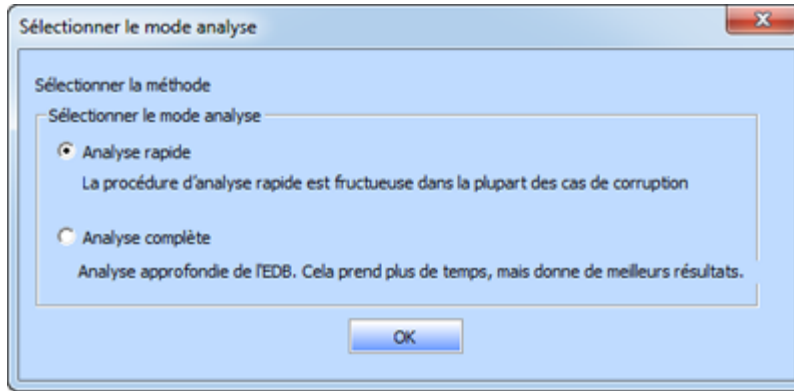 Sélectionner le mode analyse
Sélectionner la méthode
Sélectionner le mode analyse
Analyse rapide
La procédure d'analyse rapide est fructueuse dans la plupart des cas de corruption
Analyse complète
Analyse approfondie de l'EDB. Cela prend plus de temps, mais donne de meilleurs résultats.
OK